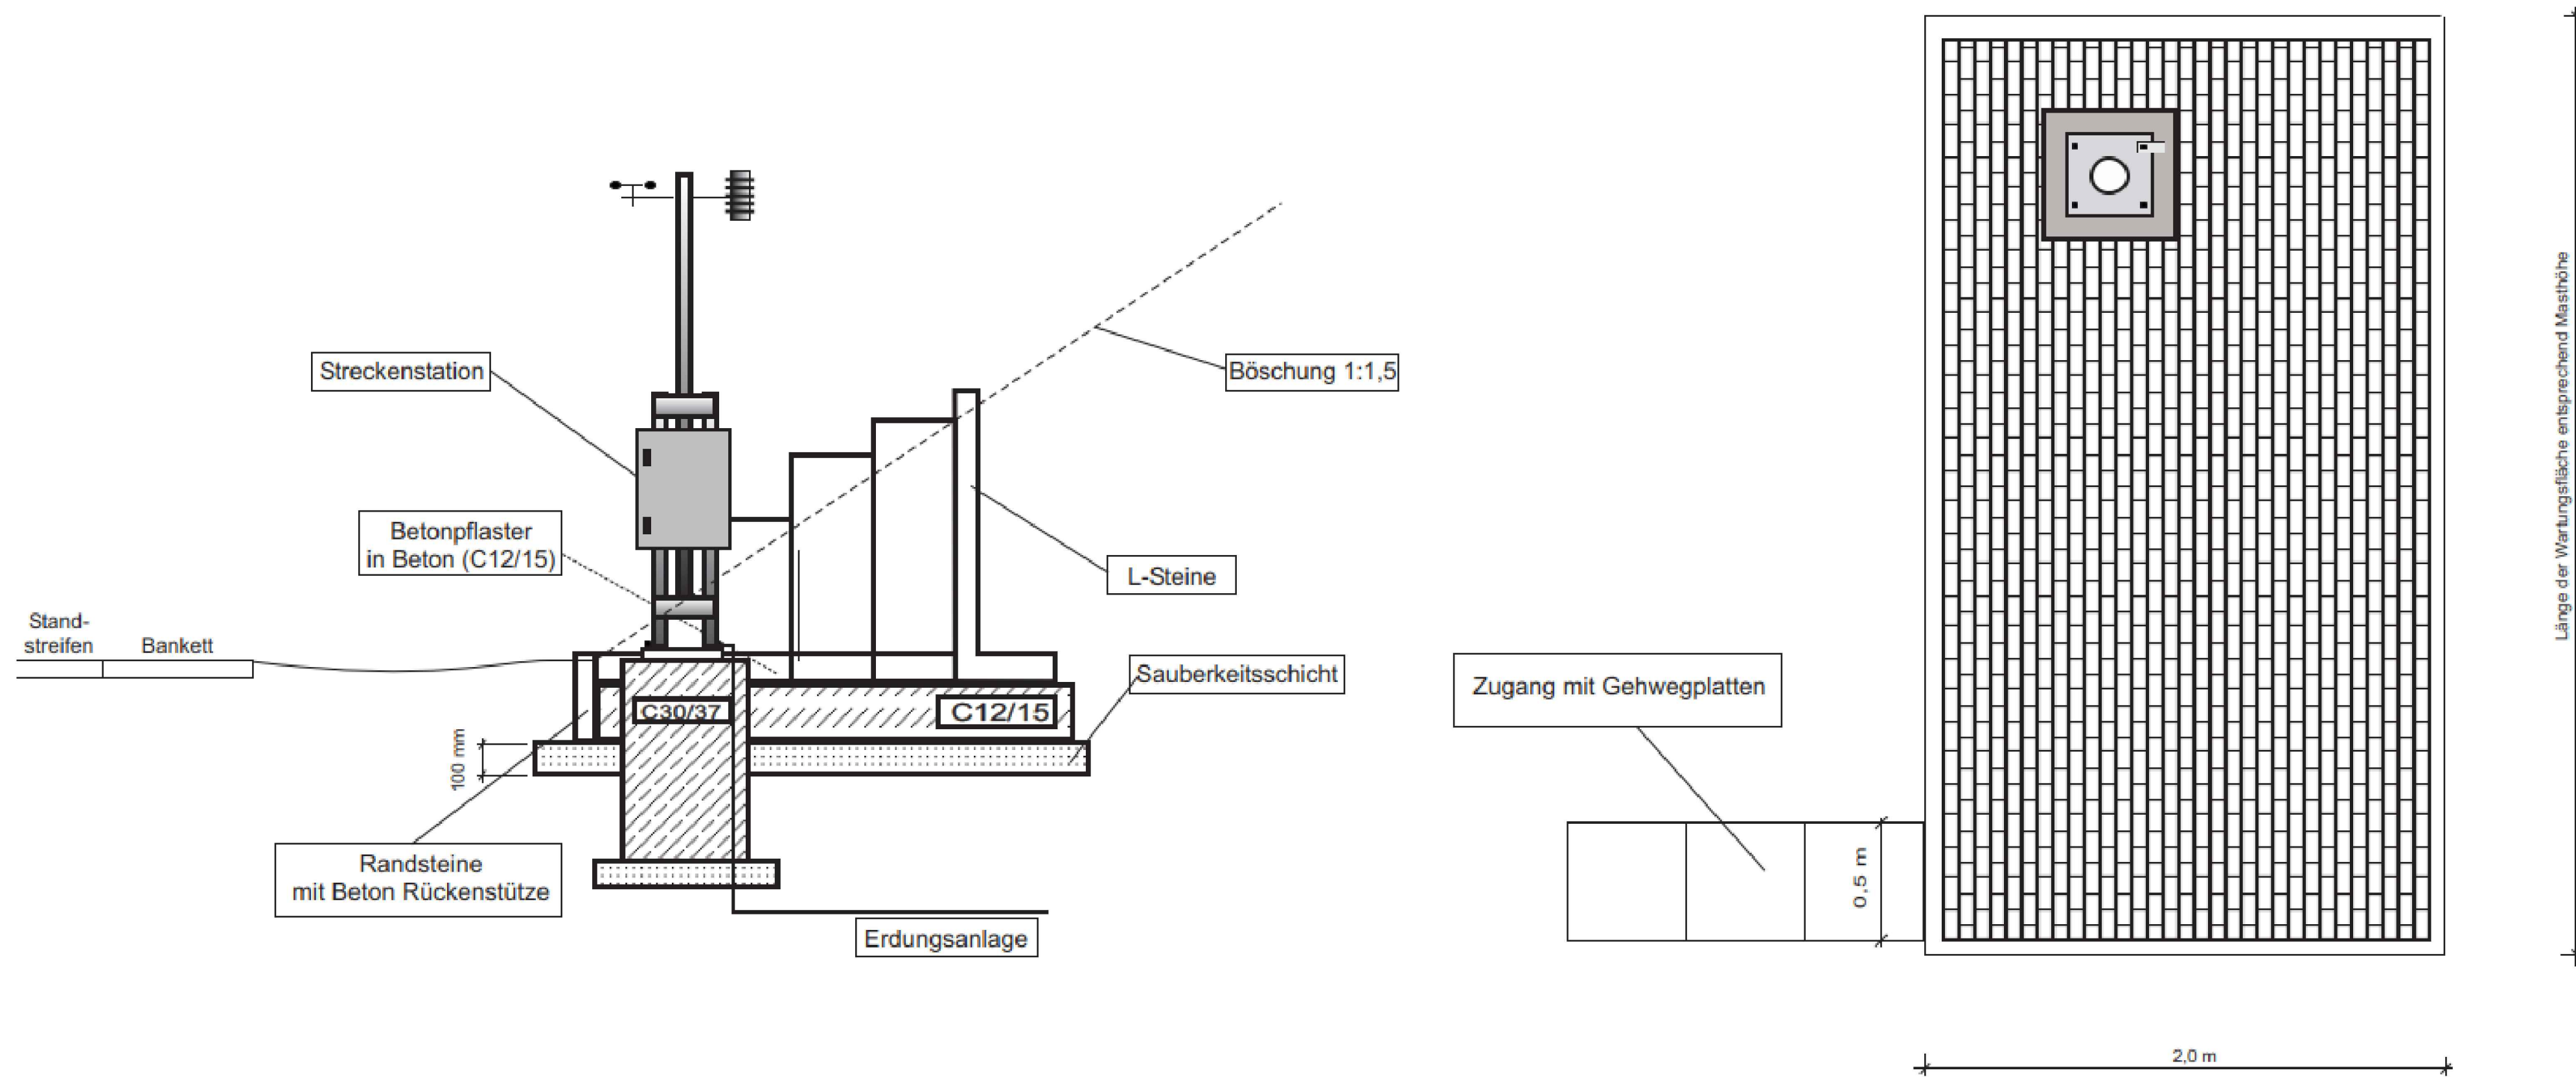 Streckenstation
Böschung 1:1,5
Betonpflaster
in Beton (C12/15)
L-Steine
Stand-
streifen
Bankett
Sauberkeitsschicht
C30/37
C12/15
100 mm
Randsteine
mit Beton Rückenstütze
Erdungsanlage
Zugang mit Gehwegplatten
0,5 m
Länge der Wartungsfläche entsprechend Masthöhe
2,0 m